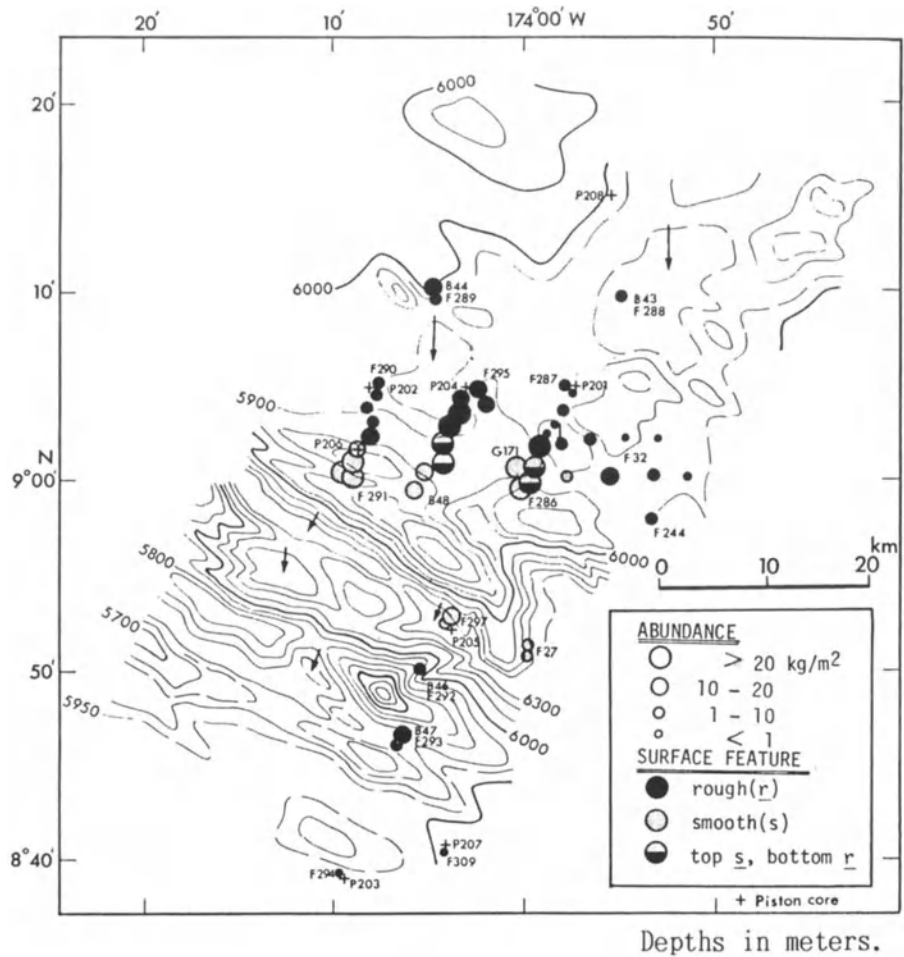 10'
174°00' W
50'
20'
6000
P208
6000
10'
B44
F289
B43
F288
F290
P202
P204
F295
F287
P201
5900
P206
G171
F32
N
9°00'
F291
B48
F286
F244
6000
km
0 10 20
5800
F297
P205
F27
5700
50'
B46
F292
6300
5950
B47
F293
6000
P207
F309
8°40'
F294
P203
ABUNDANCE
> 20 kg/m2
10 – 20
1 – 10
< 1
SURFACE FEATURE
rough(r)
smooth(s)
top s, bottom r
+ Piston core
Depths in meters.